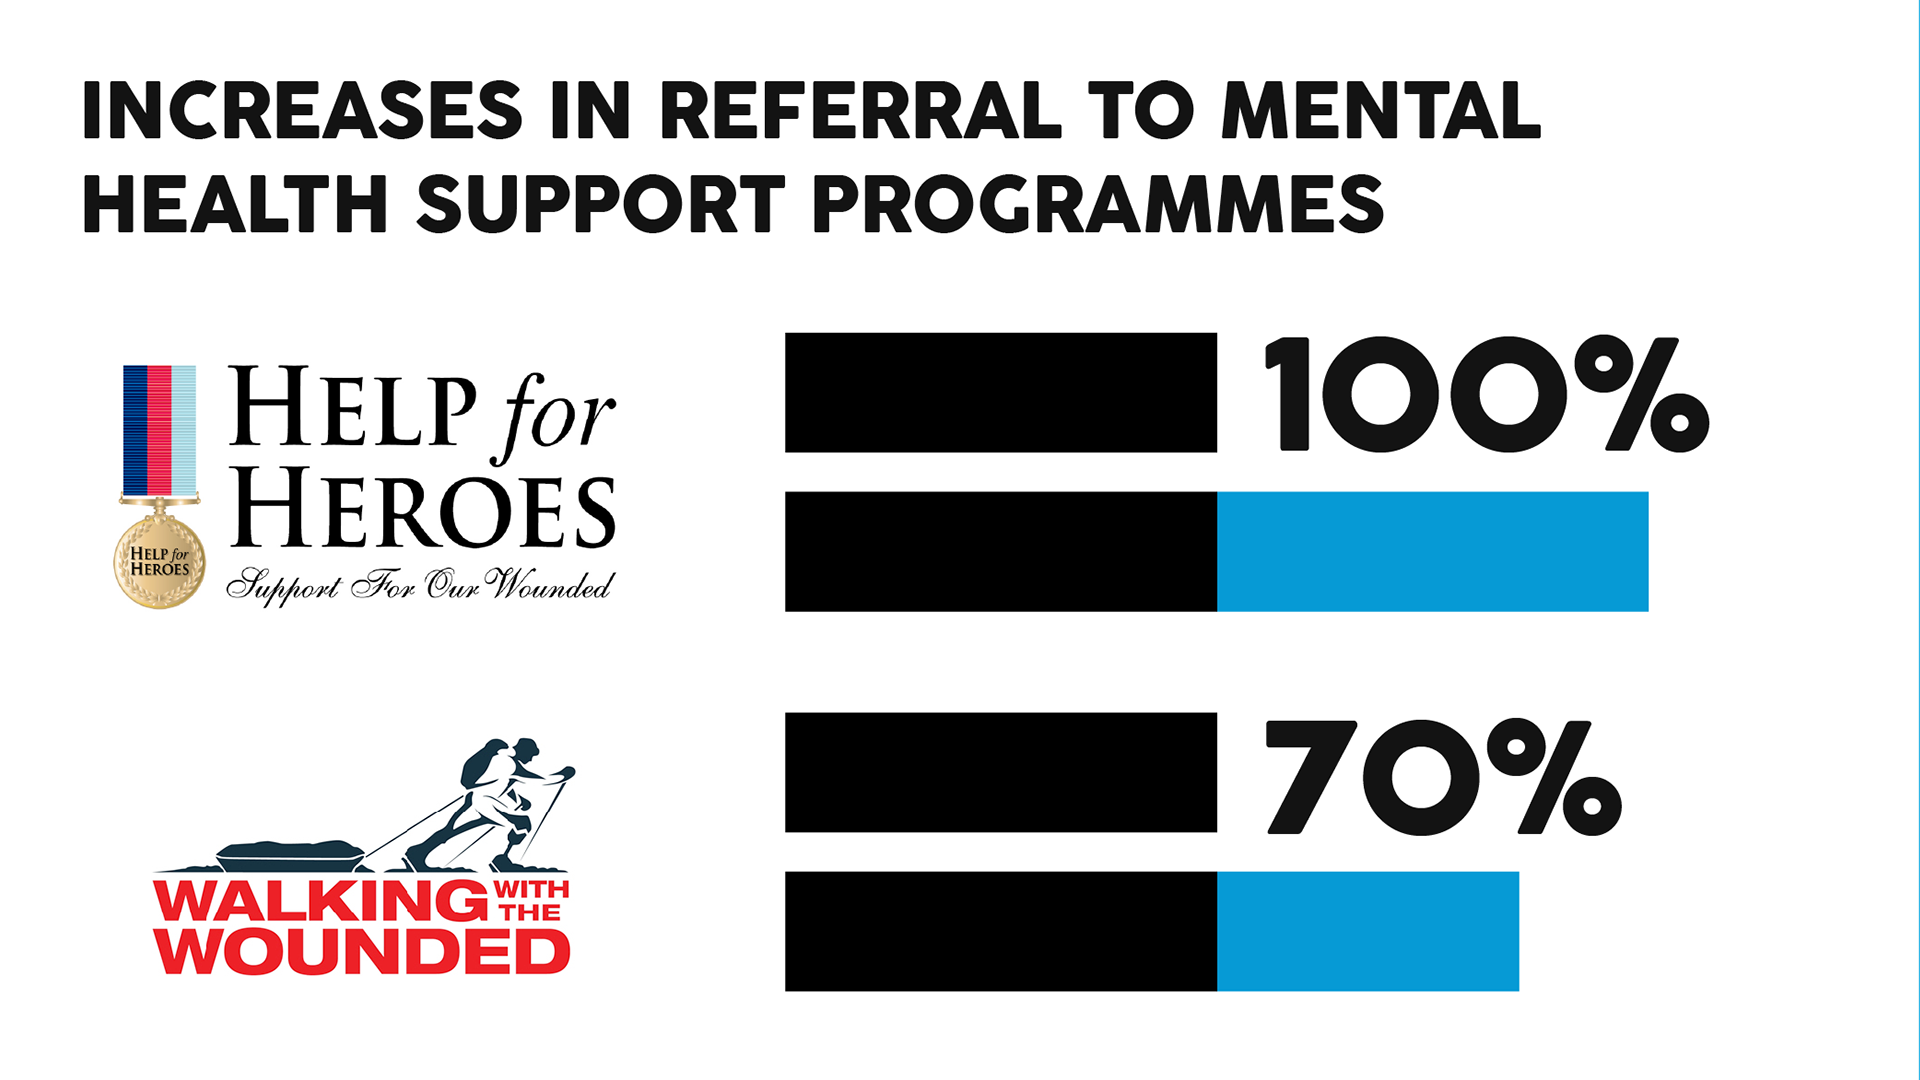 INCREASES IN REFERRAL TO MENTAL
HEALTH SUPPORT PROGRAMMES
HELP for
HEROES
Support For Our Wounded
HELP for
HEROES
100%
WALKING WITH THE
WOUNDED
70%